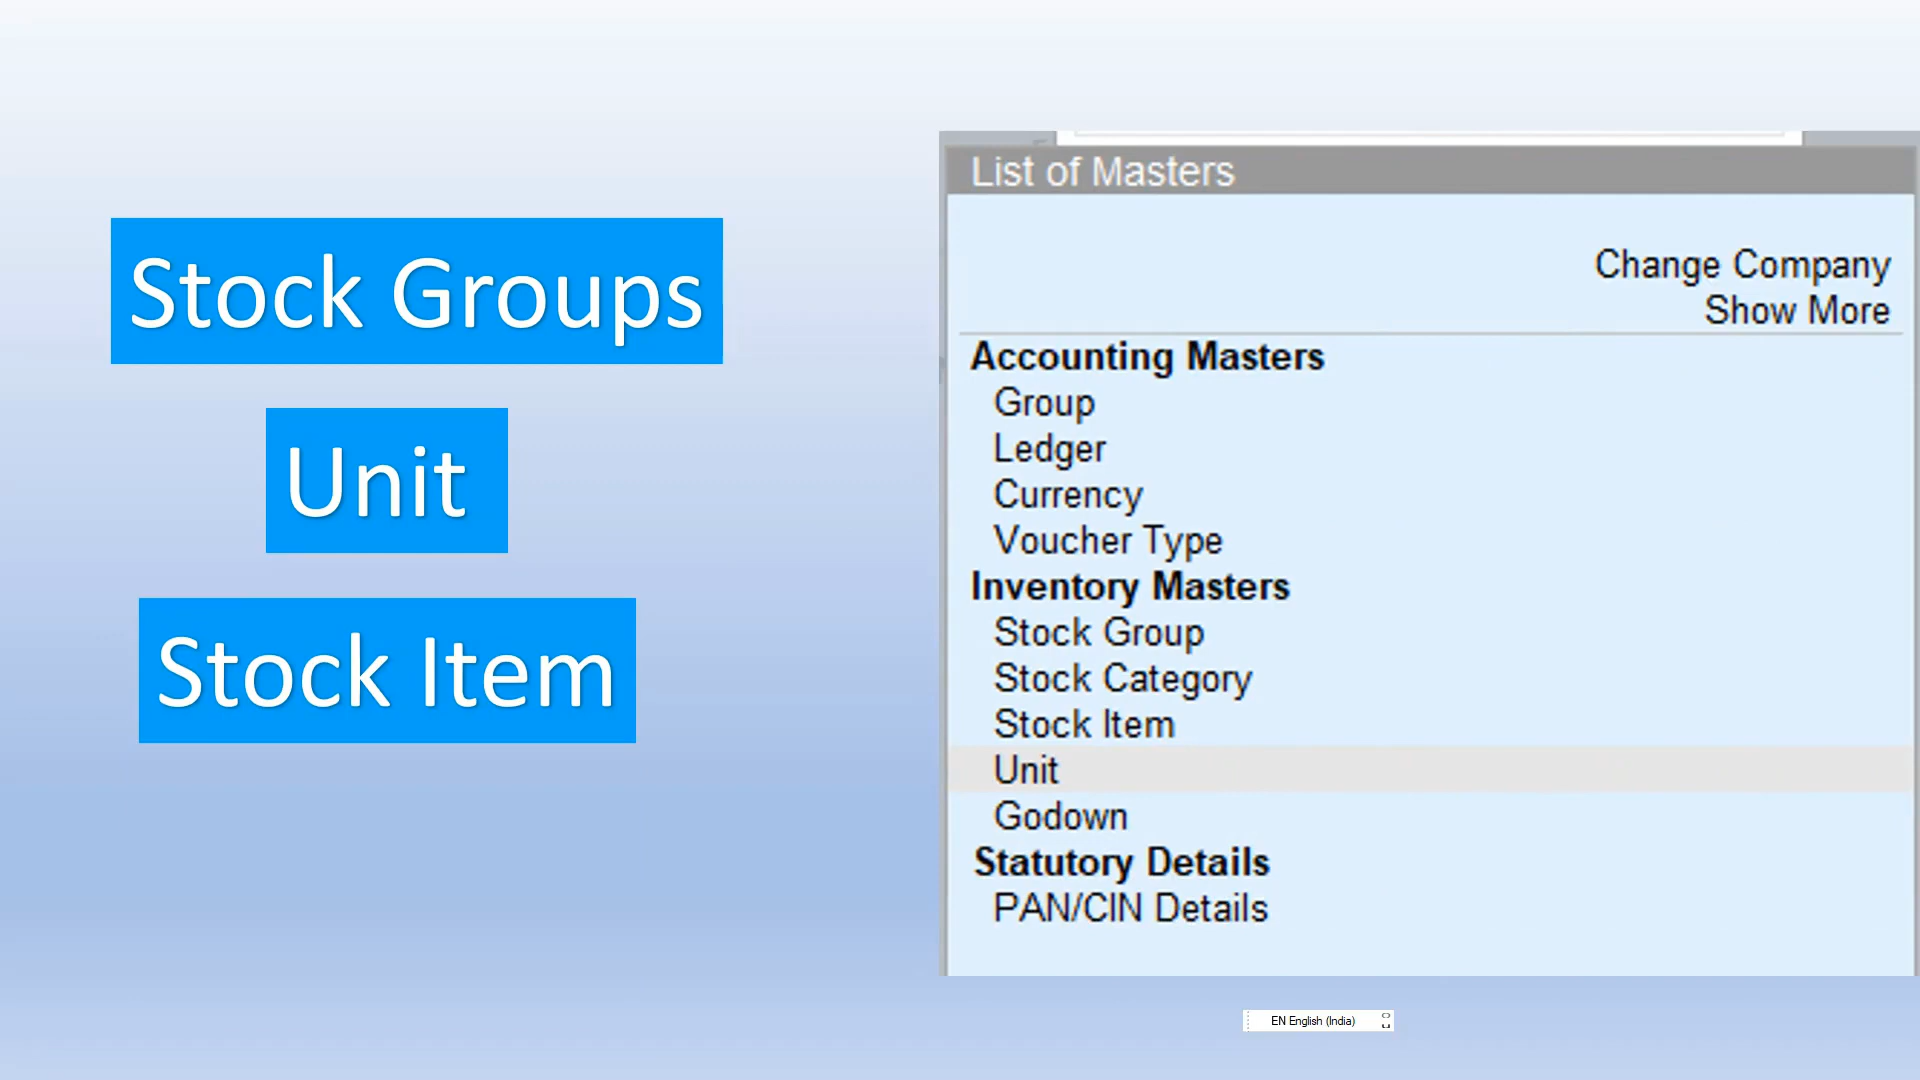 Stock Groups
Unit
Stock Item
List of Masters
Change Company
Show More
Accounting Masters
Group
Ledger
Currency
Voucher Type
Inventory Masters
Stock Group
Stock Category
Stock Item
Unit
Godown
Statutory Details
PAN/CIN Details
EN English (India)